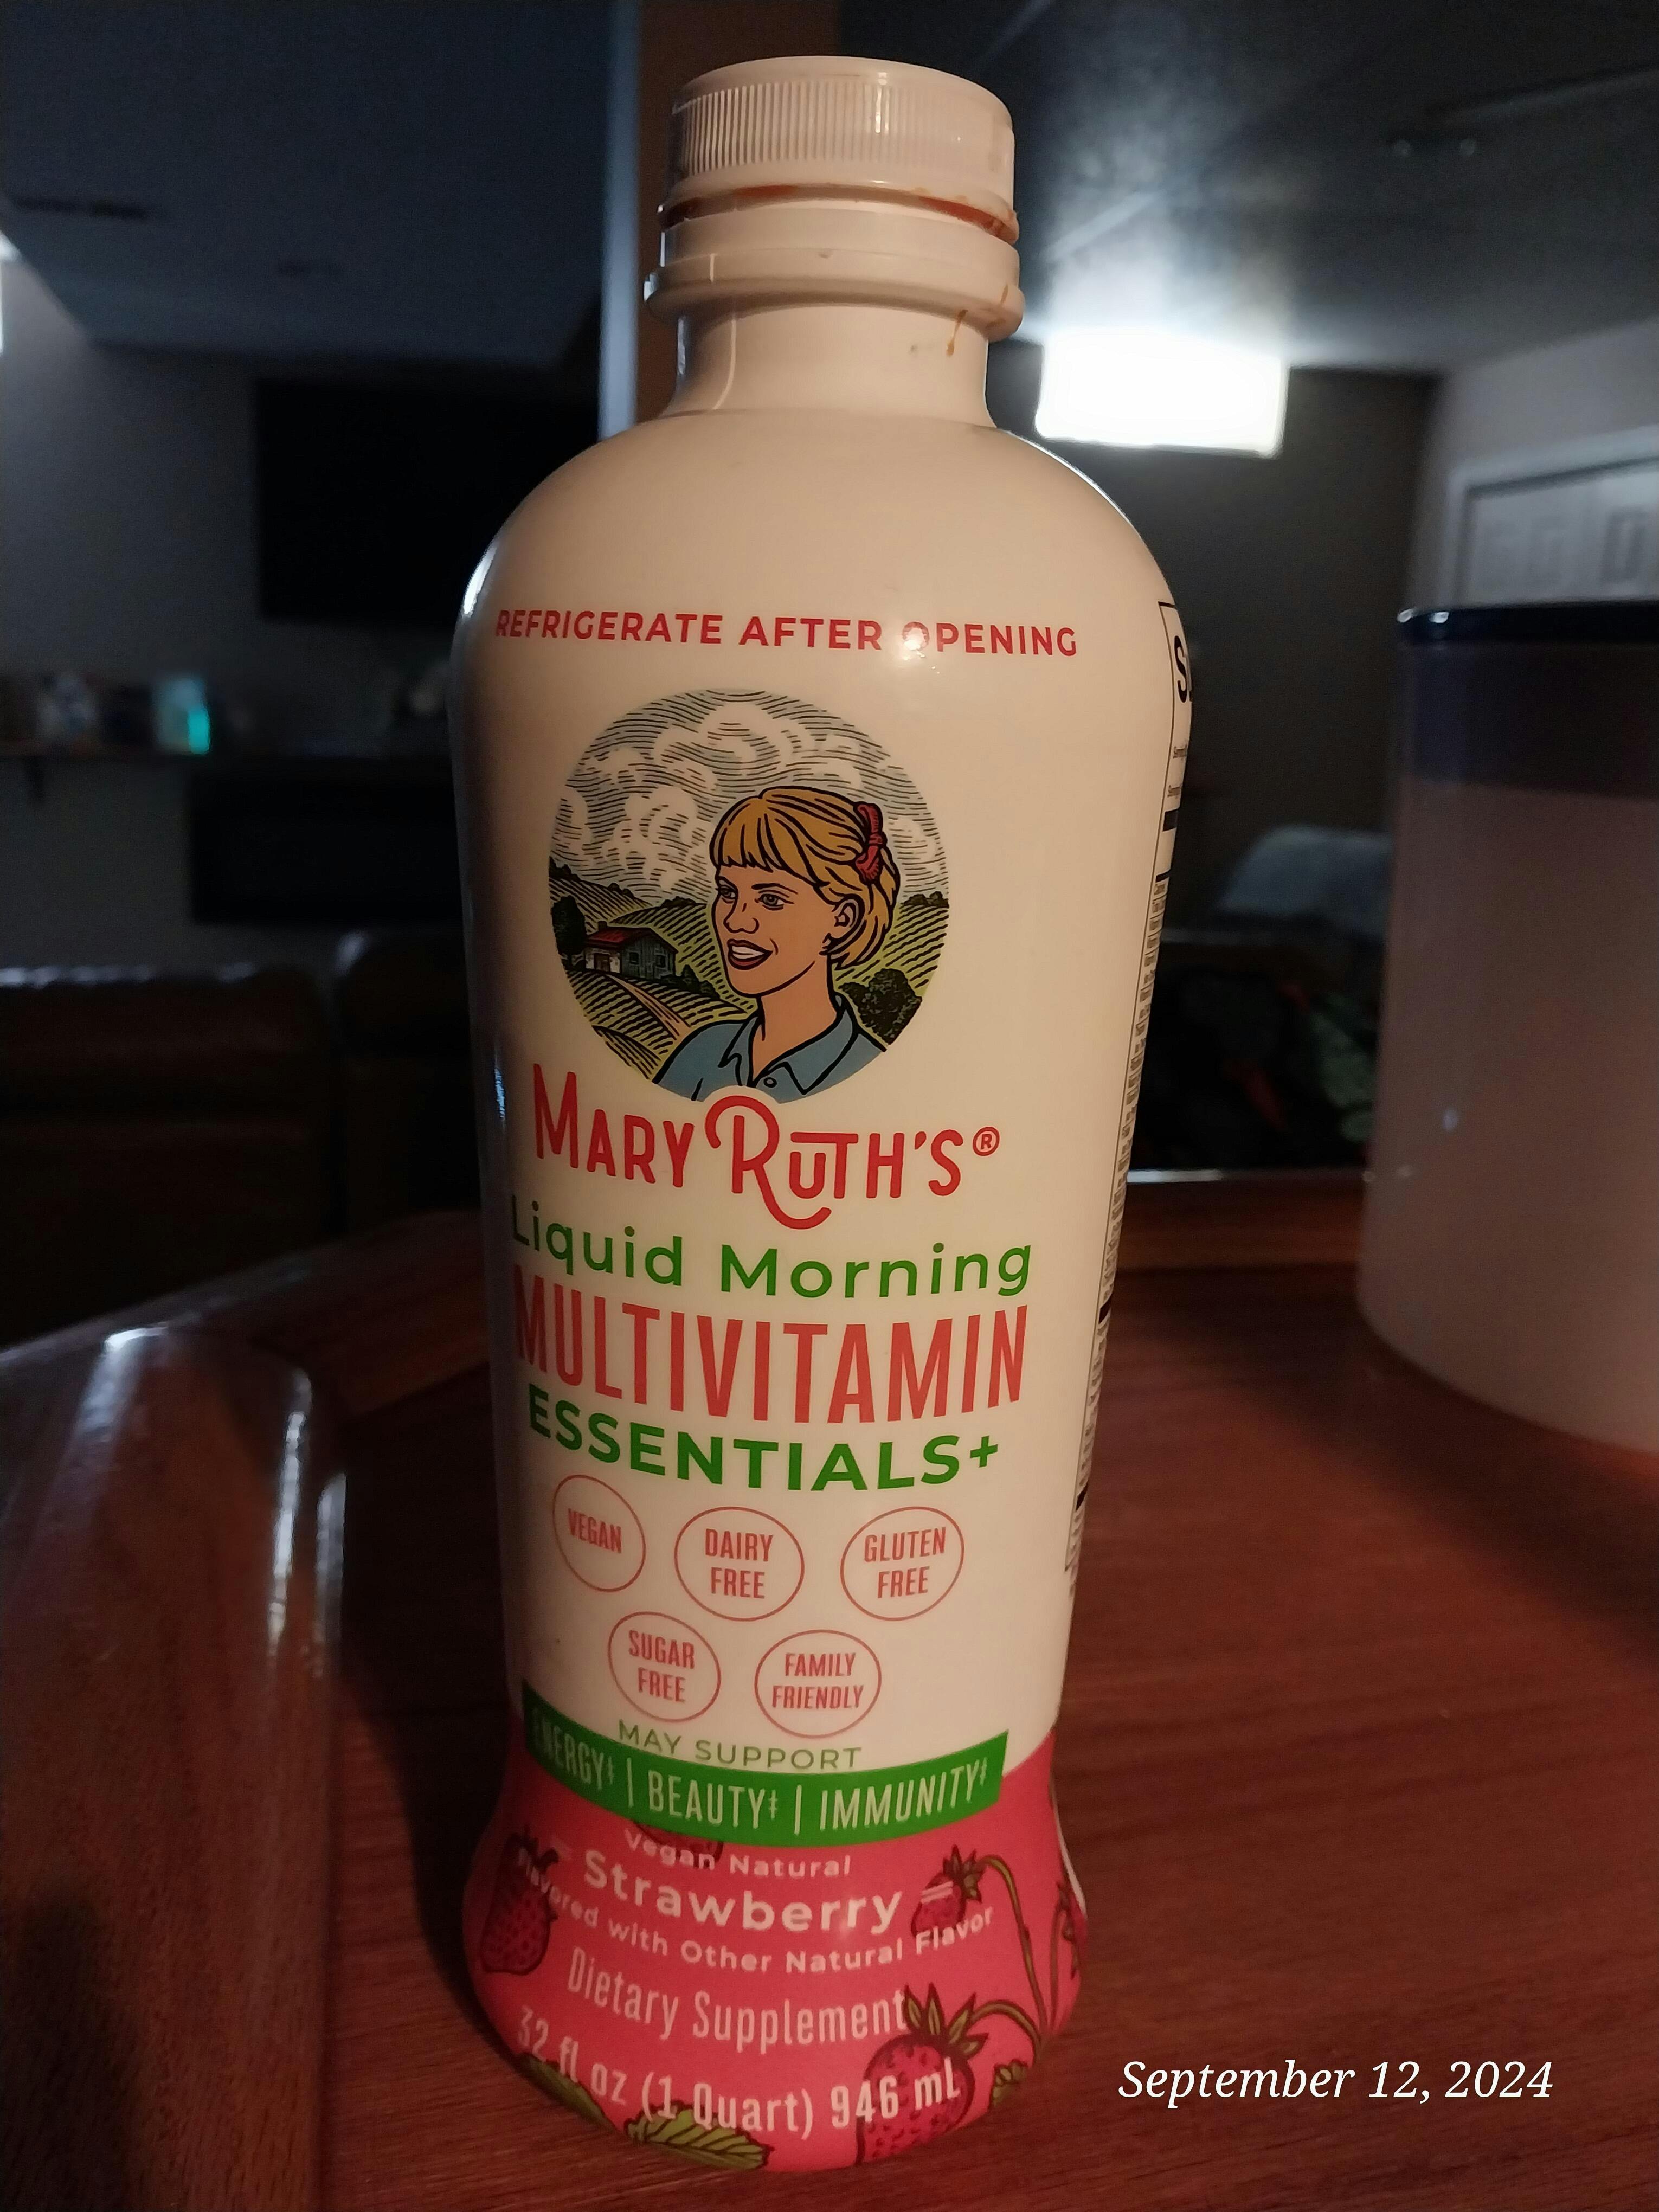 REFRIGERATE AFTER OPENING
MARY RUTH'S®
Liquid Morning
MULTIVITAMIN
ESSENTIALS+
VEGAN
DAIRY
FREE
GLUTEN
FREE
SUGAR
FREE
FAMILY
FRIENDLY
MAY SUPPORT
ENERGY‡ | BEAUTY‡ | IMMUNITY‡
Vegan Natural
Strawberry
Flavored with Other Natural Flavor
Dietary Supplement
32 fl oz (1 Quart) 946 mL
September 12, 2024